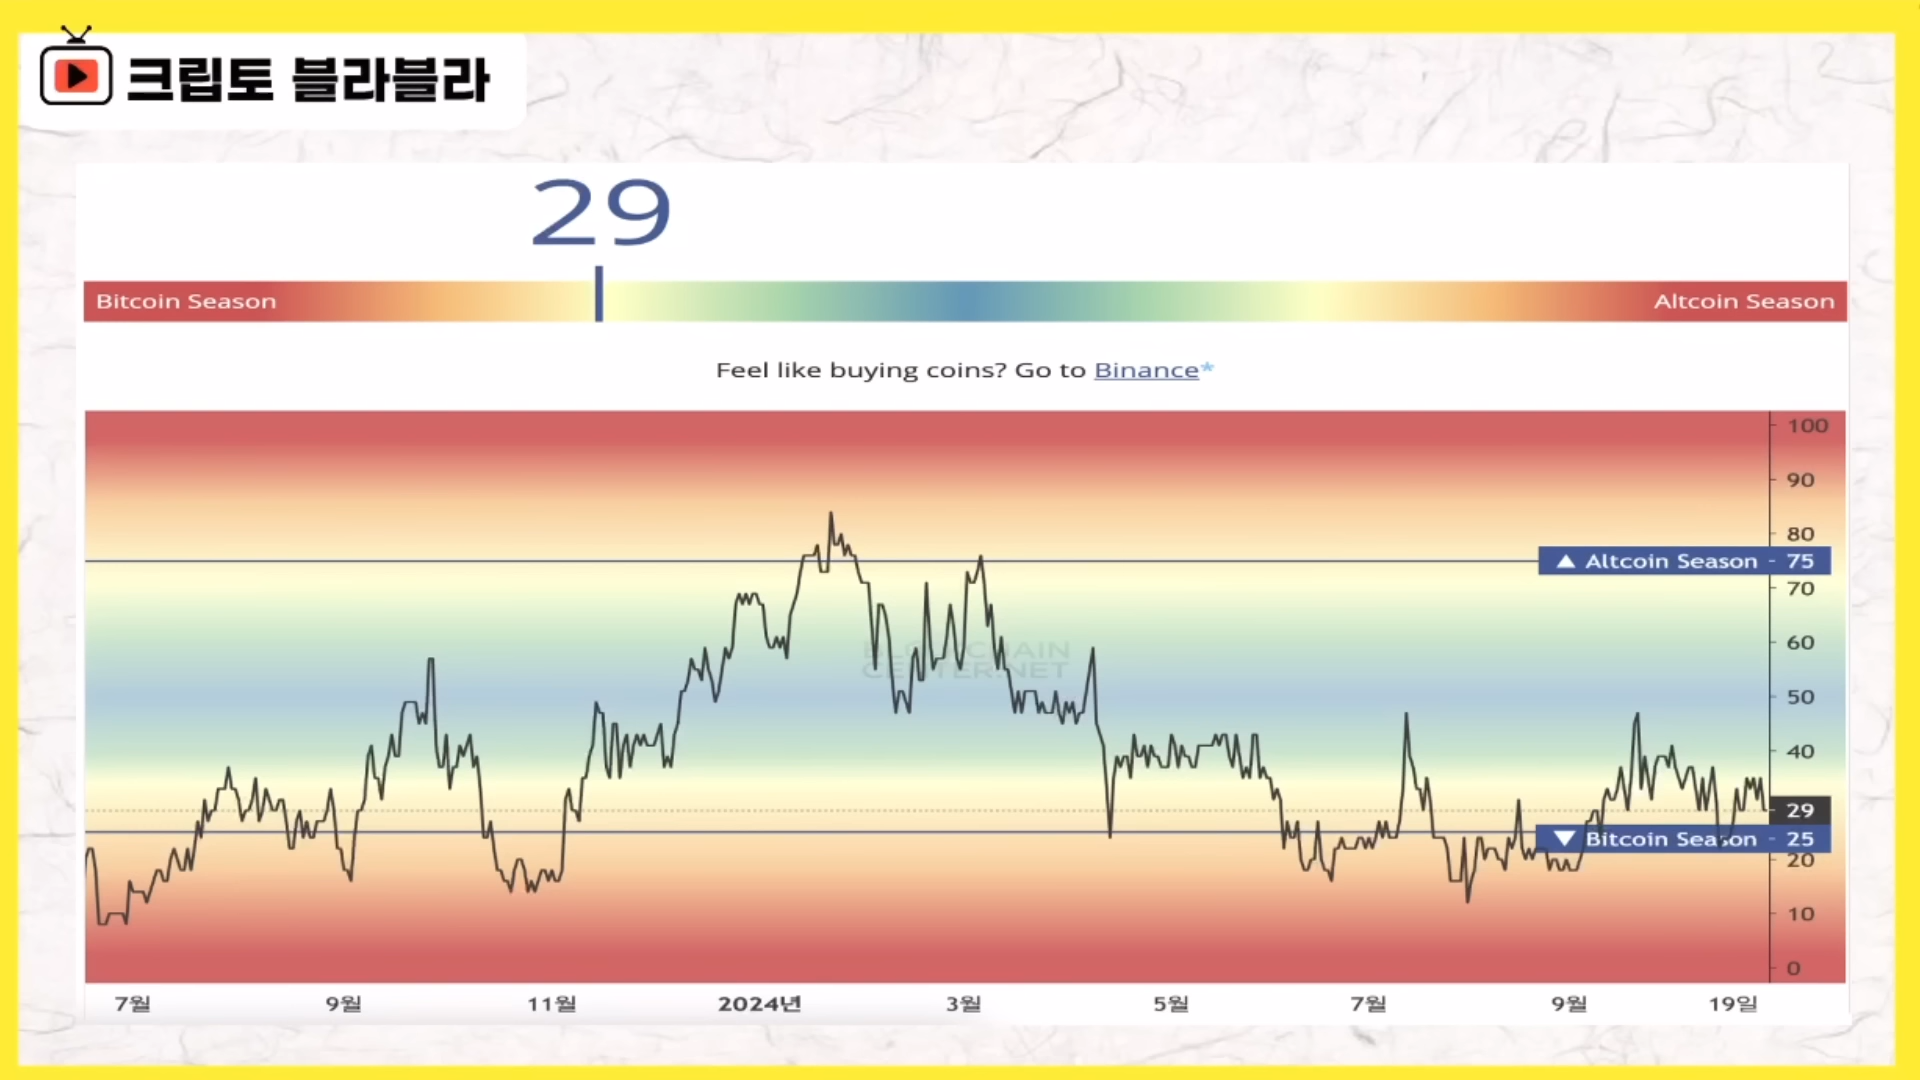 크립토 블라블라
29
Bitcoin Season
Altcoin Season
Feel like buying coins? Go to Binance*
100
90
80
▲ Altcoin Season - 75
70
60
BLOCKCHAIN
CENTER.NET
50
40
29
▼ Bitcoin Season - 25
20
10
0
7월 9월 11월 2024년 3월 5월 7월 9월 19일